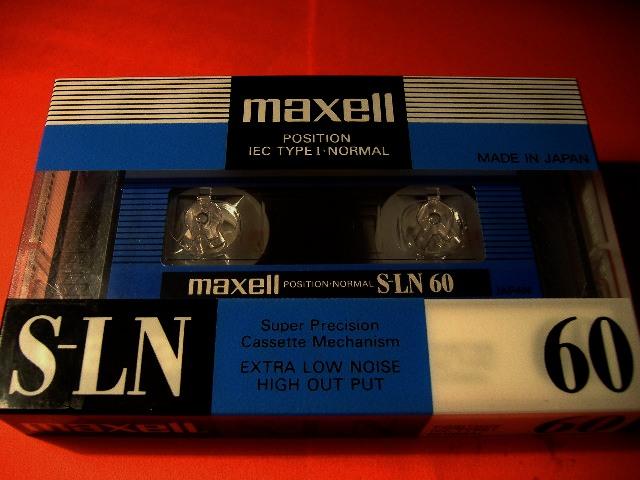 maxell
POSITION
IEC TYPE I · NORMAL
MADE IN JAPAN
maxell POSITION·NORMAL S-LN 60
JAPAN
S-LN
Super Precision
Cassette Mechanism
EXTRA LOW NOISE
HIGH OUT PUT
60
maxell
60